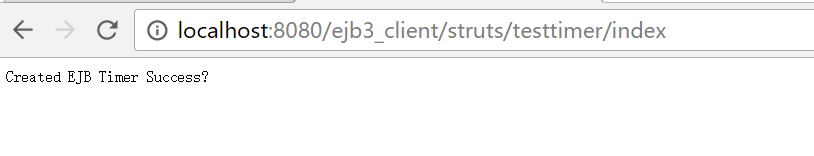 localhost:8080/ejb3_client/struts/testtimer/index
Created EJB Timer Success?